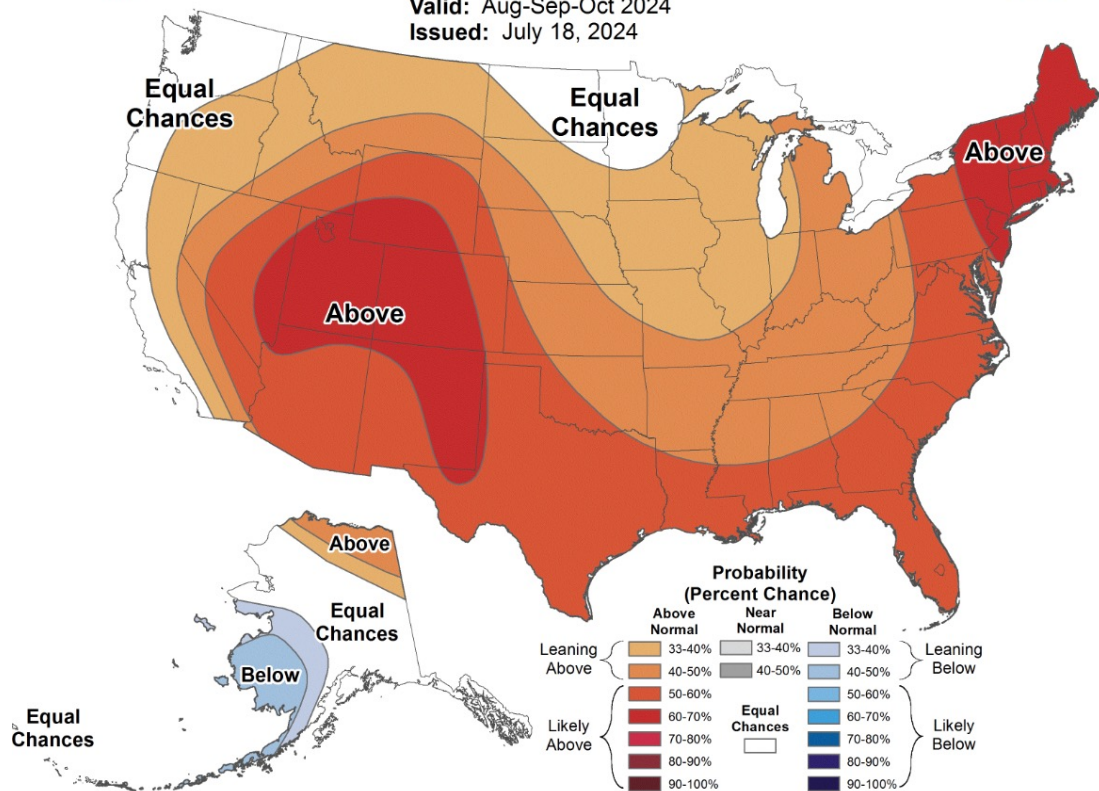 Valid: Aug-Sep-Oct 2024
Issued: July 18, 2024
Equal
Chances
Equal
Chances
Above
Above
Above
Equal
Chances
Below
Equal
Chances
Probability
(Percent Chance)
Above
Normal
Near
Normal
Below
Normal
Leaning
Above
33-40%
33-40%
33-40%
Leaning
Below
40-50%
40-50%
40-50%
Likely
Above
50-60%
50-60%
Likely
Below
60-70%
Equal
Chances
60-70%
70-80%
70-80%
80-90%
80-90%
90-100%
90-100%